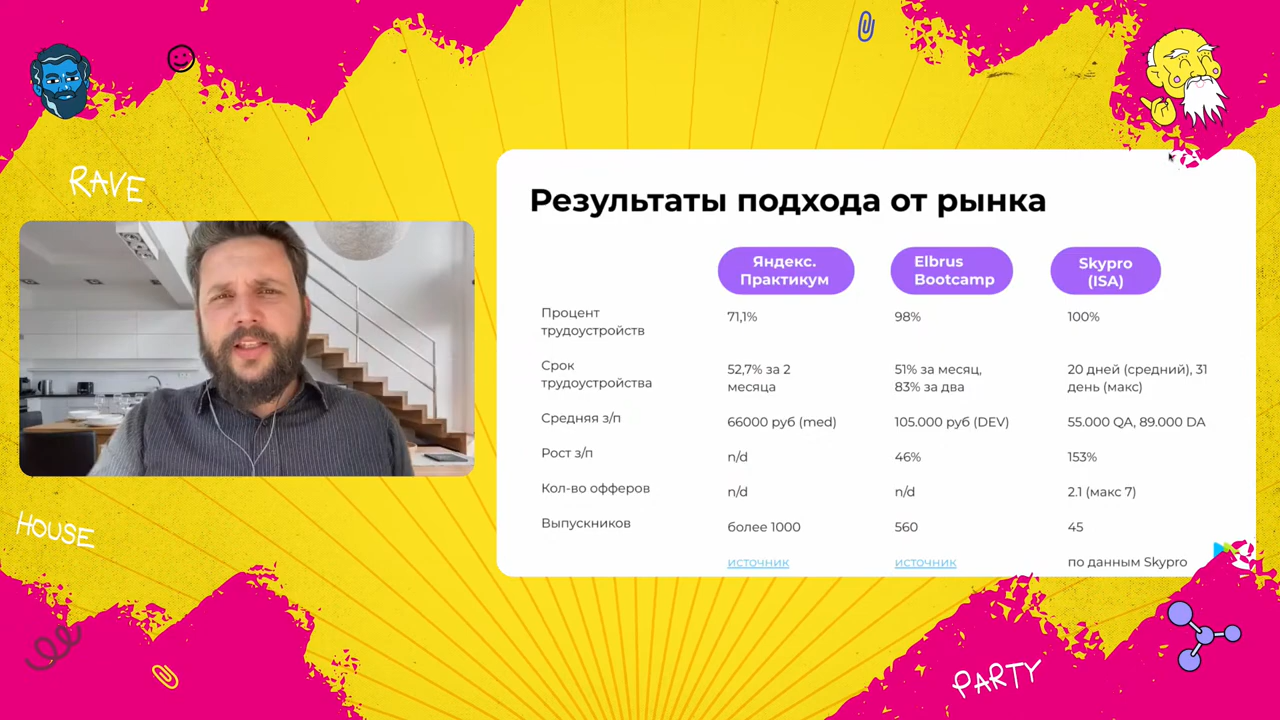 RAVE
HOUSE
PARTY
Результаты подхода от рынка
Яндекс.
Практикум
Elbrus
Bootcamp
Skypro
(ISA)
Процент
трудоустройств
71,1%
98%
100%
Срок
трудоустройства
52,7% за 2
месяца
51% за месяц,
83% за два
20 дней (средний), 31
день (макс)
Средняя з/п
66000 руб (med)
105.000 руб (DEV)
55.000 QA, 89.000 DA
Рост з/п
n/d
46%
153%
Кол-во офферов
n/d
n/d
2.1 (макс 7)
Выпускников
более 1000
560
45
источник
источник
по данным Skypro